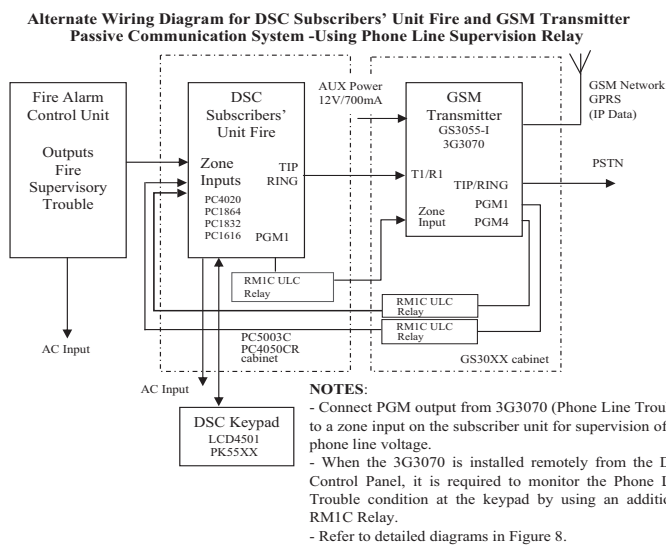 Alternate Wiring Diagram for DSC Subscribers' Unit Fire and GSM Transmitter
Passive Communication System -Using Phone Line Supervision Relay
Fire Alarm
Control Unit
Outputs
Fire
Supervisory
Trouble
AC Input
DSC
Subscribers'
Unit Fire
Zone
Inputs
TIP
RING
PC4020
PC1864
PC1832
PC1616
PGM1
RM1C ULC
Relay
PC5003C
PC4050CR
cabinet
AC Input
DSC Keypad
LCD4501
PK55XX
AUX Power
12V/700mA
GSM
Transmitter
GS3055-I
3G3070
T1/R1
TIP/RING
Zone
Input
PGM1
PGM4
RM1C ULC
Relay
RM1C ULC
Relay
GS30XX cabinet
GSM Network
GPRS
(IP Data)
PSTN
NOTES:
- Connect PGM output from 3G3070 (Phone Line Trou
to a zone input on the subscriber unit for supervision of
phone line voltage.
- When the 3G3070 is installed remotely from the D
Control Panel, it is required to monitor the Phone L
Trouble condition at the keypad by using an additio
RM1C Relay.
- Refer to detailed diagrams in Figure 8.